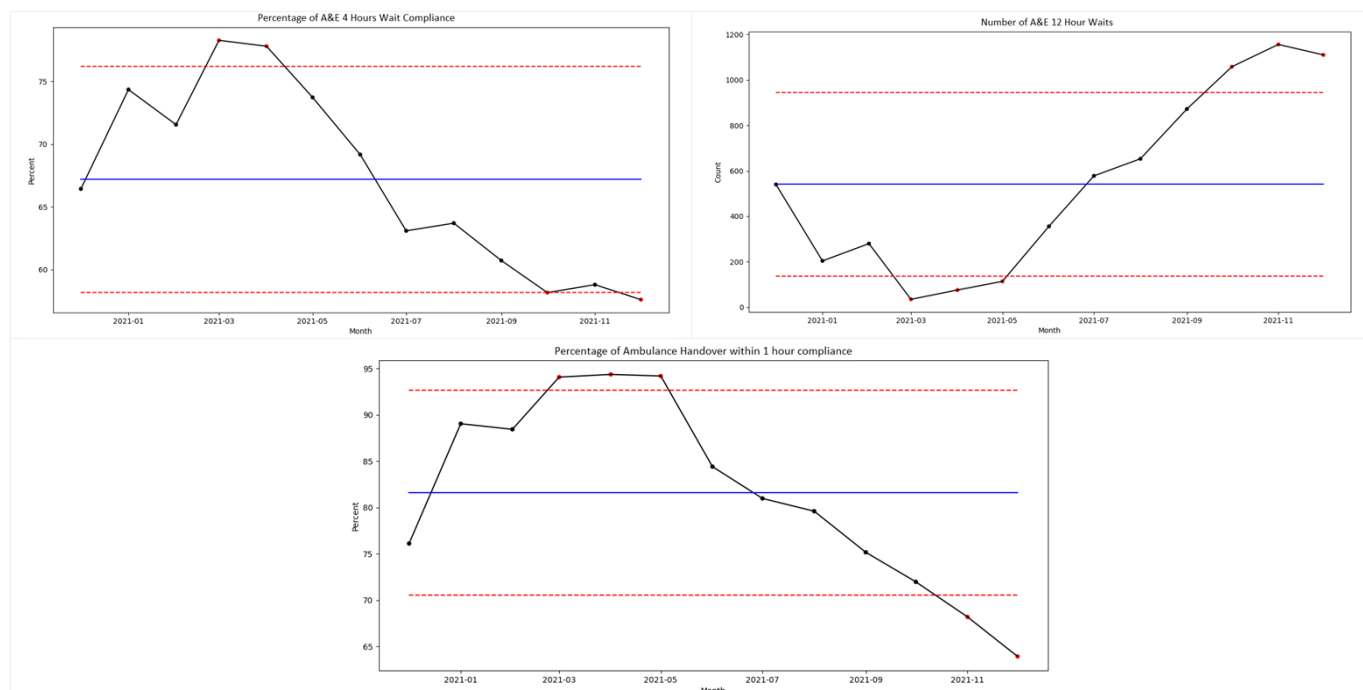 Percentage of A&E 4 Hours Wait Compliance
75
70
65
60
Percent
2021-01 2021-03 2021-05 2021-07 2021-09 2021-11
Month
Number of A&E 12 Hour Waits
1200
1000
800
600
400
200
0
Count
2021-01 2021-03 2021-05 2021-07 2021-09 2021-11
Month
Percentage of Ambulance Handover within 1 hour compliance
95
90
85
80
75
70
65
Percent
2021-01 2021-03 2021-05 2021-07 2021-09 2021-11
Month